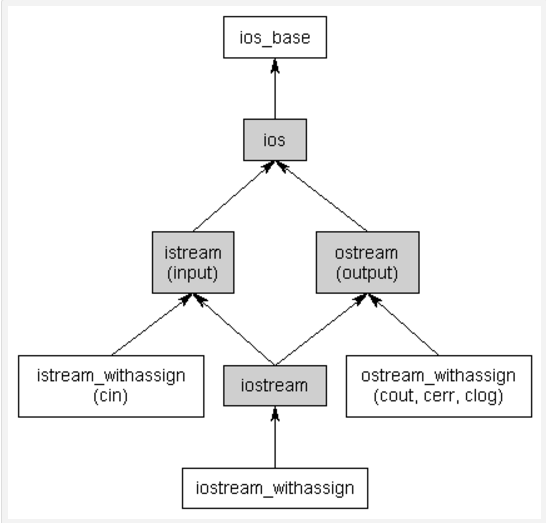 ios_base
ios
istream
(input)
ostream
(output)
istream_withassign
(cin)
iostream
ostream_withassign
(cout, cerr, clog)
iostream_withassign